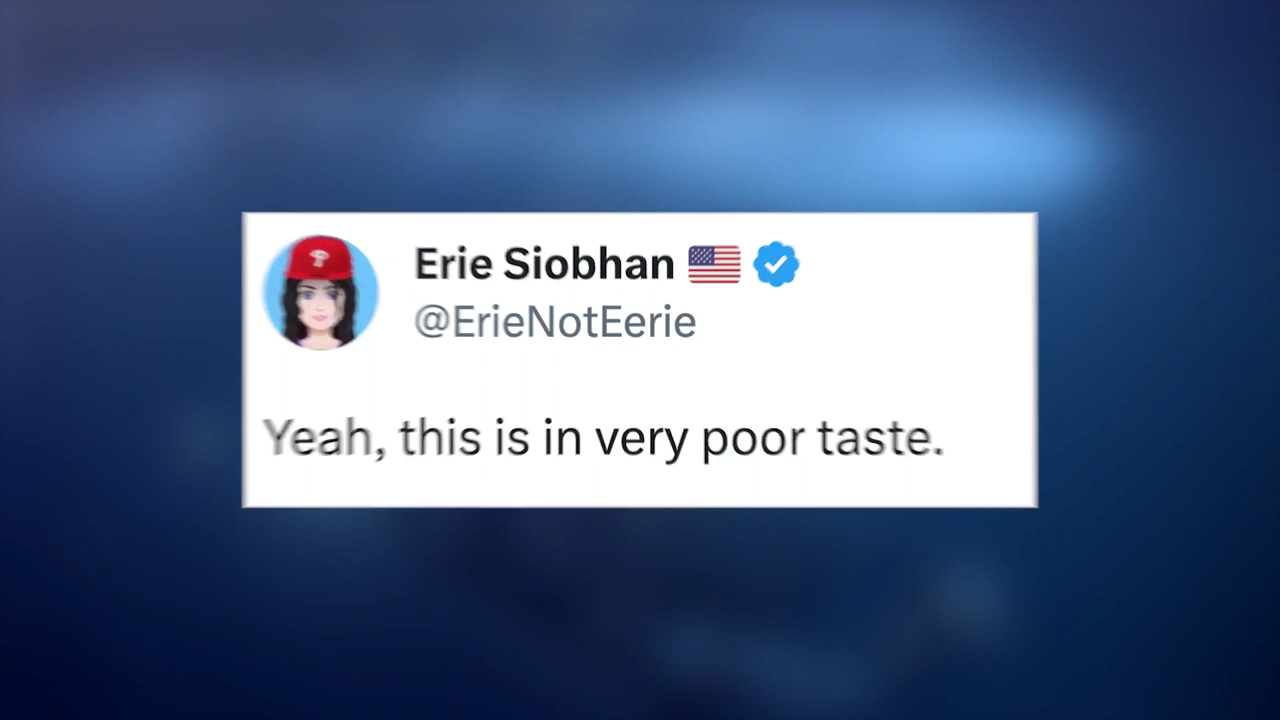 Erie Siobhan 🇺🇸
@ErieNotEerie
Yeah, this is in very poor taste.